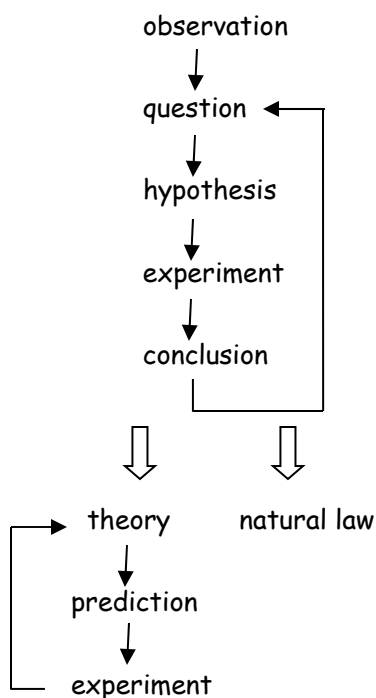 observation
question
hypothesis
experiment
conclusion
theory natural law
prediction
experiment